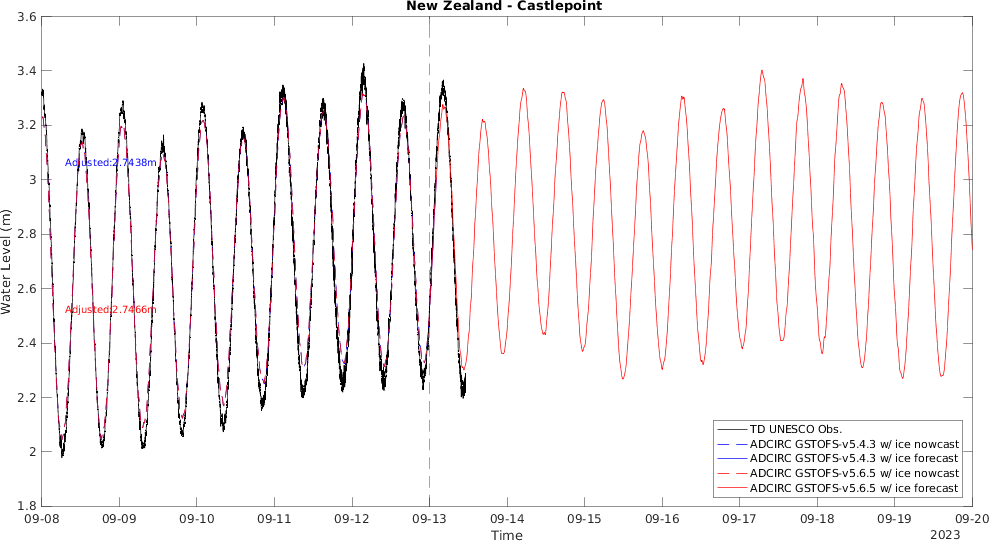 New Zealand - Castlepoint
3.6
3.4
3.2
3
2.8
2.6
2.4
2.2
2
1.8
Water Level (m)
Adjusted:2.7438m
Adjusted:2.7466m
TD UNESCO Obs.
ADCIRC GSTOFS-v5.4.3 w/ ice nowcast
ADCIRC GSTOFS-v5.4.3 w/ ice forecast
ADCIRC GSTOFS-v5.6.5 w/ ice nowcast
ADCIRC GSTOFS-v5.6.5 w/ ice forecast
09-08 09-09 09-10 09-11 09-12 09-13 09-14 09-15 09-16 09-17 09-18 09-19 09-20
Time
2023